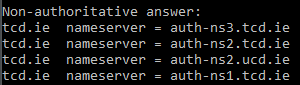 Non-authoritative answer:
tcd.ie  nameserver = auth-ns3.tcd.ie
tcd.ie  nameserver = auth-ns2.tcd.ie
tcd.ie  nameserver = auth-ns2.ucd.ie
tcd.ie  nameserver = auth-ns1.tcd.ie